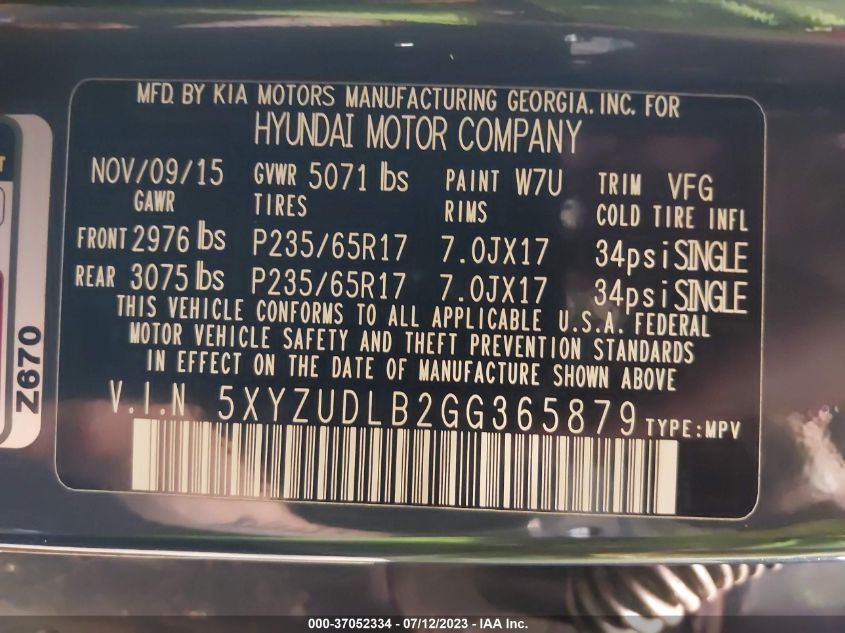 MFD. BY KIA MOTORS MANUFACTURING GEORGIA. INC. FOR
HYUNDAI MOTOR COMPANY
NOV/09/15 GVWR 5071 lbs PAINT W7U TRIM VFG
GAWR TIRES RIMS COLD TIRE INFL
FRONT 2976 lbs P235/65R17 7.0JX17 34psi SINGLE
REAR 3075 lbs P235/65R17 7.0JX17 34psi SINGLE
THIS VEHICLE CONFORMS TO ALL APPLICABLE U.S.A. FEDERAL
MOTOR VEHICLE SAFETY AND THEFT PREVENTION STANDARDS
IN EFFECT ON THE DATE OF MANUFACTURE SHOWN ABOVE
V.I.N 5XYZUDLB2GG365879 TYPE:MPV
Z670
000-37052334 - 07/12/2023 - IAA Inc.